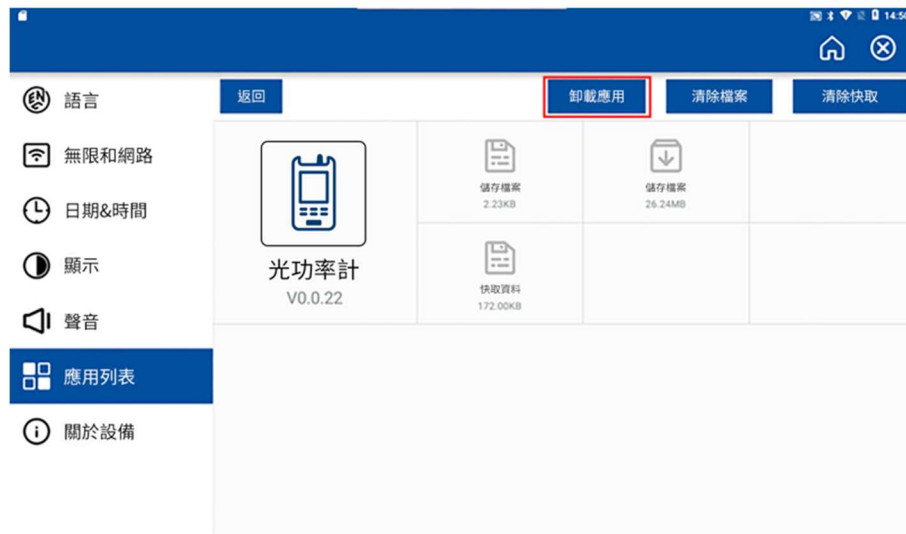 14:50
EN
語言
無限和網路
日期&時間
顯示
聲音
應用列表
關於設備
返回
卸載應用
清除檔案
清除快取
光功率計
V0.0.22
儲存檔案
2.23KB
儲存檔案
26.24MB
快取資料
172.00KB